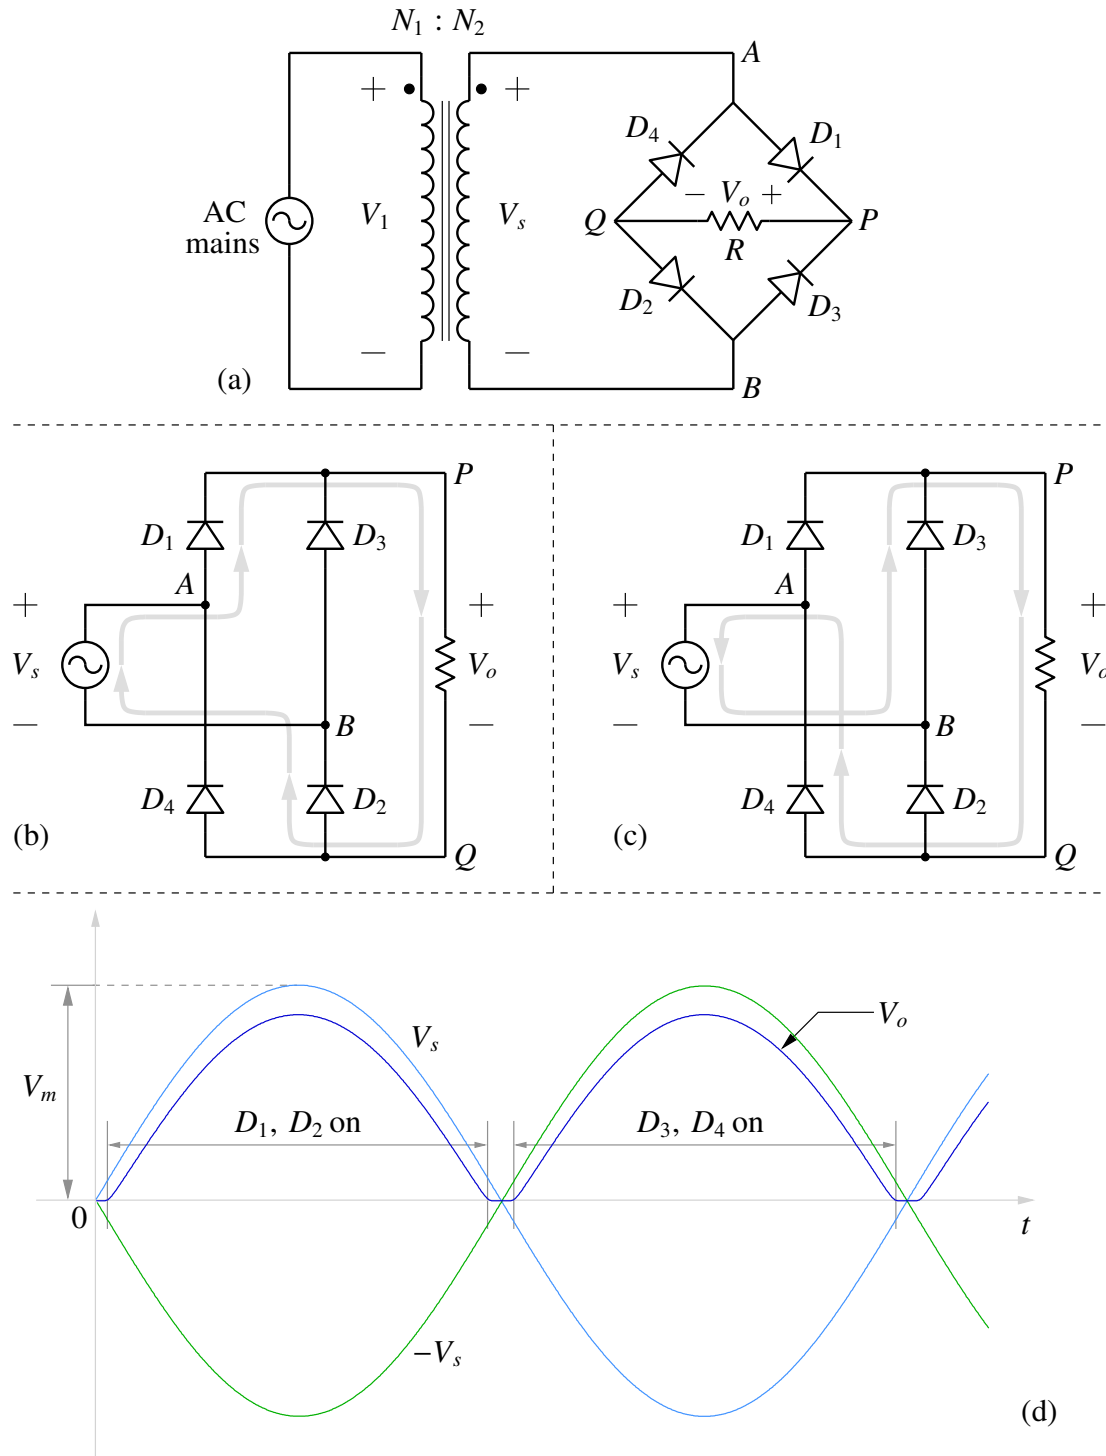 N₁ : N₂
A
+ + +
D₄ D₁
AC
mains
V₁ Vₛ
− Vₒ +
Q P
R
D₂ D₃
− −
(a) B
P
D₁ D₃
A
+ +
Vₛ Vₒ
− −
B
D₄ D₂
(b) Q
P
D₁ D₃
A
+ +
Vₛ Vₒ
− −
B
D₄ D₂
(c) Q
Vₒ
Vₛ
Vₘ
D₁, D₂ on D₃, D₄ on
0 t
−Vₛ
(d)